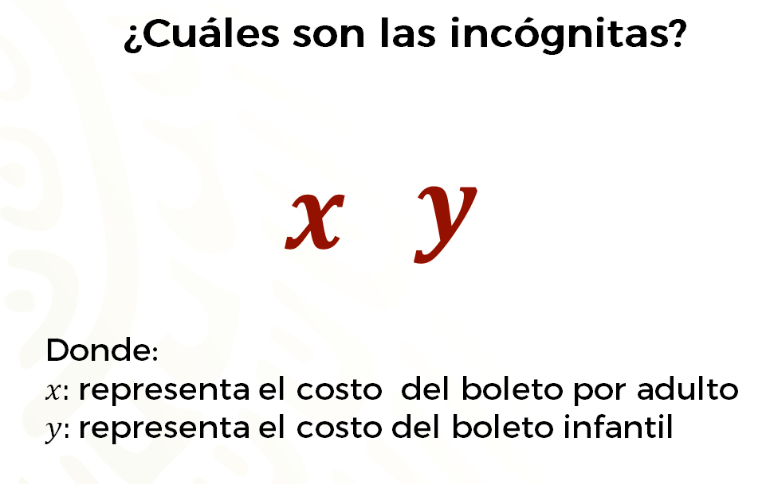 ¿Cuáles son las incógnitas?
x y
Donde:
x: representa el costo del boleto por adulto
y: representa el costo del boleto infantil